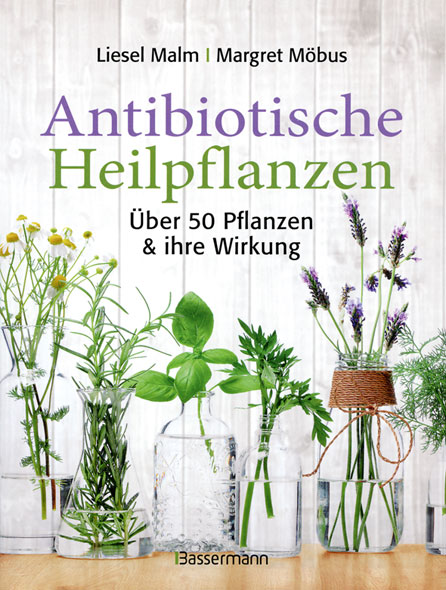 Liesel Malm | Margret Möbus
Antibiotische
Heilpflanzen
Über 50 Pflanzen
& ihre Wirkung
Bassermann